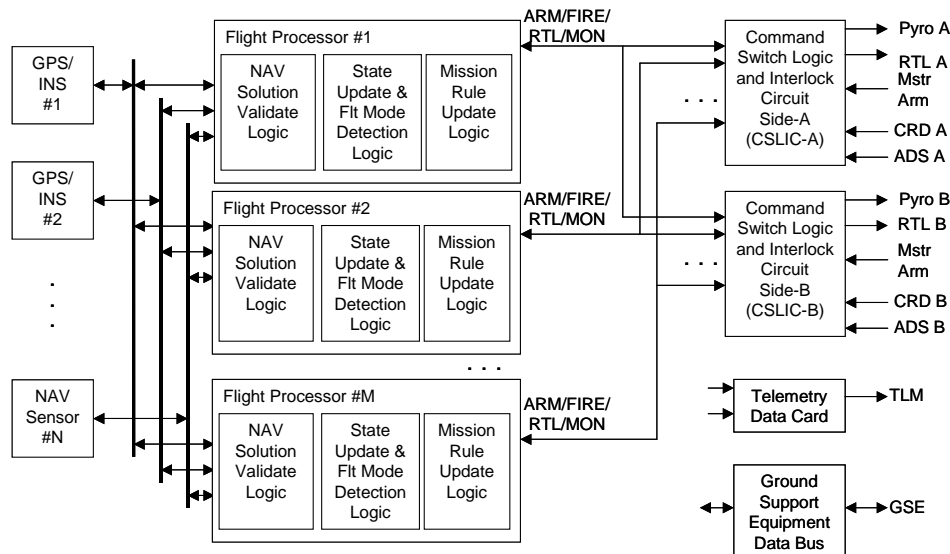 GPS/
INS
#1
GPS/
INS
#2
. . .
NAV
Sensor
#N
Flight Processor #1
NAV
Solution
Validate
Logic
State
Update &
Flt Mode
Detection
Logic
Mission
Rule
Update
Logic
ARM/FIRE/
RTL/MON
Flight Processor #2
NAV
Solution
Validate
Logic
State
Update &
Flt Mode
Detection
Logic
Mission
Rule
Update
Logic
ARM/FIRE/
RTL/MON
. . .
Flight Processor #M
NAV
Solution
Validate
Logic
State
Update &
Flt Mode
Detection
Logic
Mission
Rule
Update
Logic
ARM/FIRE/
RTL/MON
. . .
Command
Switch Logic
and Interlock
Circuit
Side-A
(CSLIC-A)
Pyro A
RTL A
Mstr
Arm
CRD A
ADS A
. . .
Command
Switch Logic
and Interlock
Circuit
Side-B
(CSLIC-B)
Pyro B
RTL B
Mstr
Arm
CRD B
ADS B
Telemetry
Data Card
TLM
Ground
Support
Equipment
Data Bus
GSE